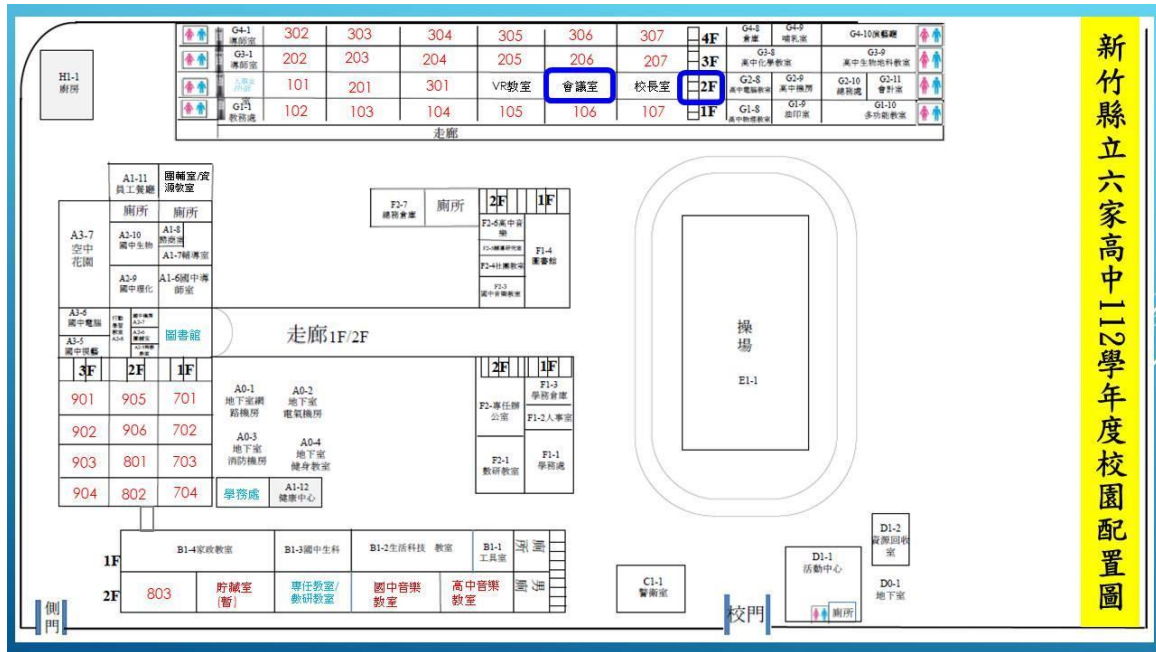 新竹縣立六家高中112學年度校園配置圖
H1-1
廚房
G4-1
導師室
302
303
304
305
306
307
4F
G4-8
倉庫
G4-9
哺乳室
G4-10演藝廳
G3-1
導師室
202
203
204
205
206
207
3F
G3-8
高中化學教室
G3-9
高中生物地科教室
101
201
301
VR教室
會議室
校長室
2F
G2-8
高中電腦教室
G2-9
高中機房
G2-10
總務處
G2-11
會計室
G1-1
教務處
102
103
104
105
106
107
1F
G1-8
高中物理教室
G1-9
油印室
G1-10
多功能教室
走廊
A1-11
員工餐廳
團輔室/資
源教室
A3-7
空中
花園
廁所
廁所
A2-10
國中生物
A1-8
A1-7輔導室
A2-9
國中理化
A1-6國中導
師室
A3-6
國中電腦
A3-5
國中視藝
圖書館
F2-7
總務倉庫
廁所
2F
1F
F2-6高中音
樂
F2-4社團教室
F2-3
國中音樂教室
F1-4
圖書館
走廊1F/2F
操
場
E1-1
3F
2F
1F
901
905
701
902
906
702
903
801
703
904
802
704
A0-1
地下室網
路機房
A0-2
地下室
電氣機房
A0-3
地下室
消防機房
A0-4
地下室
健身教室
學務處
A1-12
健康中心
2F
1F
F2-專任辦
公室
F1-3
學務倉庫
F1-2人事室
F2-1
數研教室
F1-1
學務處
1F
B1-4家政教室
B1-3國中生科
B1-2生活科技 教室
B1-1
工具室
廁所
2F
803
貯藏室
(暫)
專任教室/
數研教室
國中音樂
教室
高中音樂
教室
男廁
側門
C1-1
警衛室
校門
D1-1
活動中心
廁所
D1-2
資源回收
室
D0-1
地下室